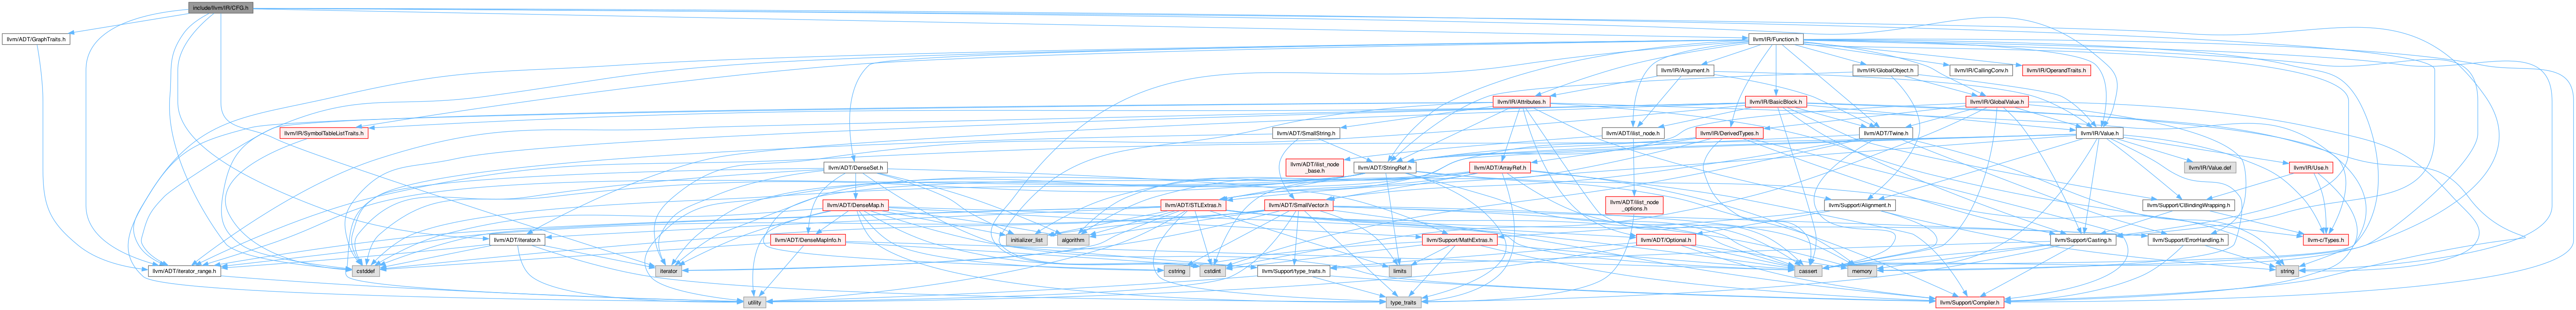 include/llvm/IR/CFG.h
llvm/ADT/GraphTraits.h
llvm/IR/Function.h
llvm/IR/Argument.h
llvm/IR/GlobalObject.h
llvm/IR/CallingConv.h
llvm/IR/OperandTraits.h
llvm/IR/Attributes.h
llvm/IR/BasicBlock.h
llvm/IR/GlobalValue.h
llvm/IR/SymbolTableListTraits.h
llvm/ADT/SmallString.h
llvm/ADT/ilist_node.h
llvm/IR/DerivedTypes.h
llvm/ADT/Twine.h
llvm/IR/Value.h
llvm/ADT/DenseSet.h
llvm/ADT/ilist_node
_base.h
llvm/ADT/StringRef.h
llvm/ADT/ArrayRef.h
llvm/IR/Value.def
llvm/IR/Use.h
llvm/ADT/DenseMap.h
llvm/ADT/STLExtras.h
llvm/ADT/SmallVector.h
llvm/ADT/ilist_node
_options.h
llvm/Support/Alignment.h
llvm/Support/CBindingWrapping.h
llvm/ADT/iterator.h
llvm/ADT/DenseMapInfo.h
initializer_list
algorithm
llvm/Support/MathExtras.h
llvm/ADT/Optional.h
llvm/Support/Casting.h
llvm/Support/ErrorHandling.h
llvm-c/Types.h
llvm/ADT/iterator_range.h
cstddef
iterator
cstring
cstdint
llvm/Support/type_traits.h
limits
cassert
memory
string
utility
type_traits
llvm/Support/Compiler.h